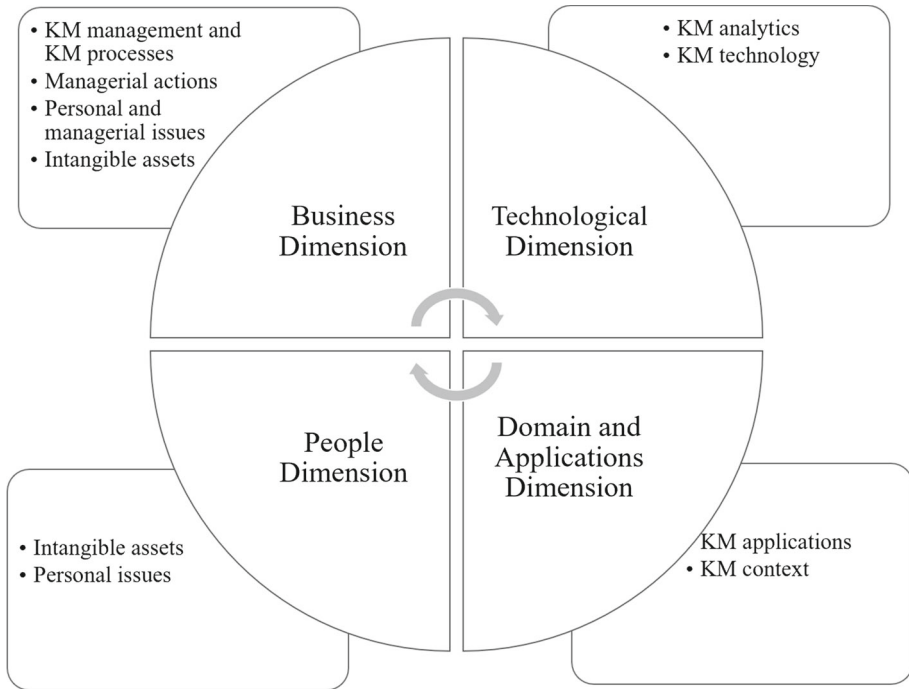 • KM management and
KM processes
• Managerial actions
• Personal and
managerial issues
• Intangible assets
• KM analytics
• KM technology
Business
Dimension
Technological
Dimension
People
Dimension
Domain and
Applications
Dimension
• Intangible assets
• Personal issues
KM applications
• KM context